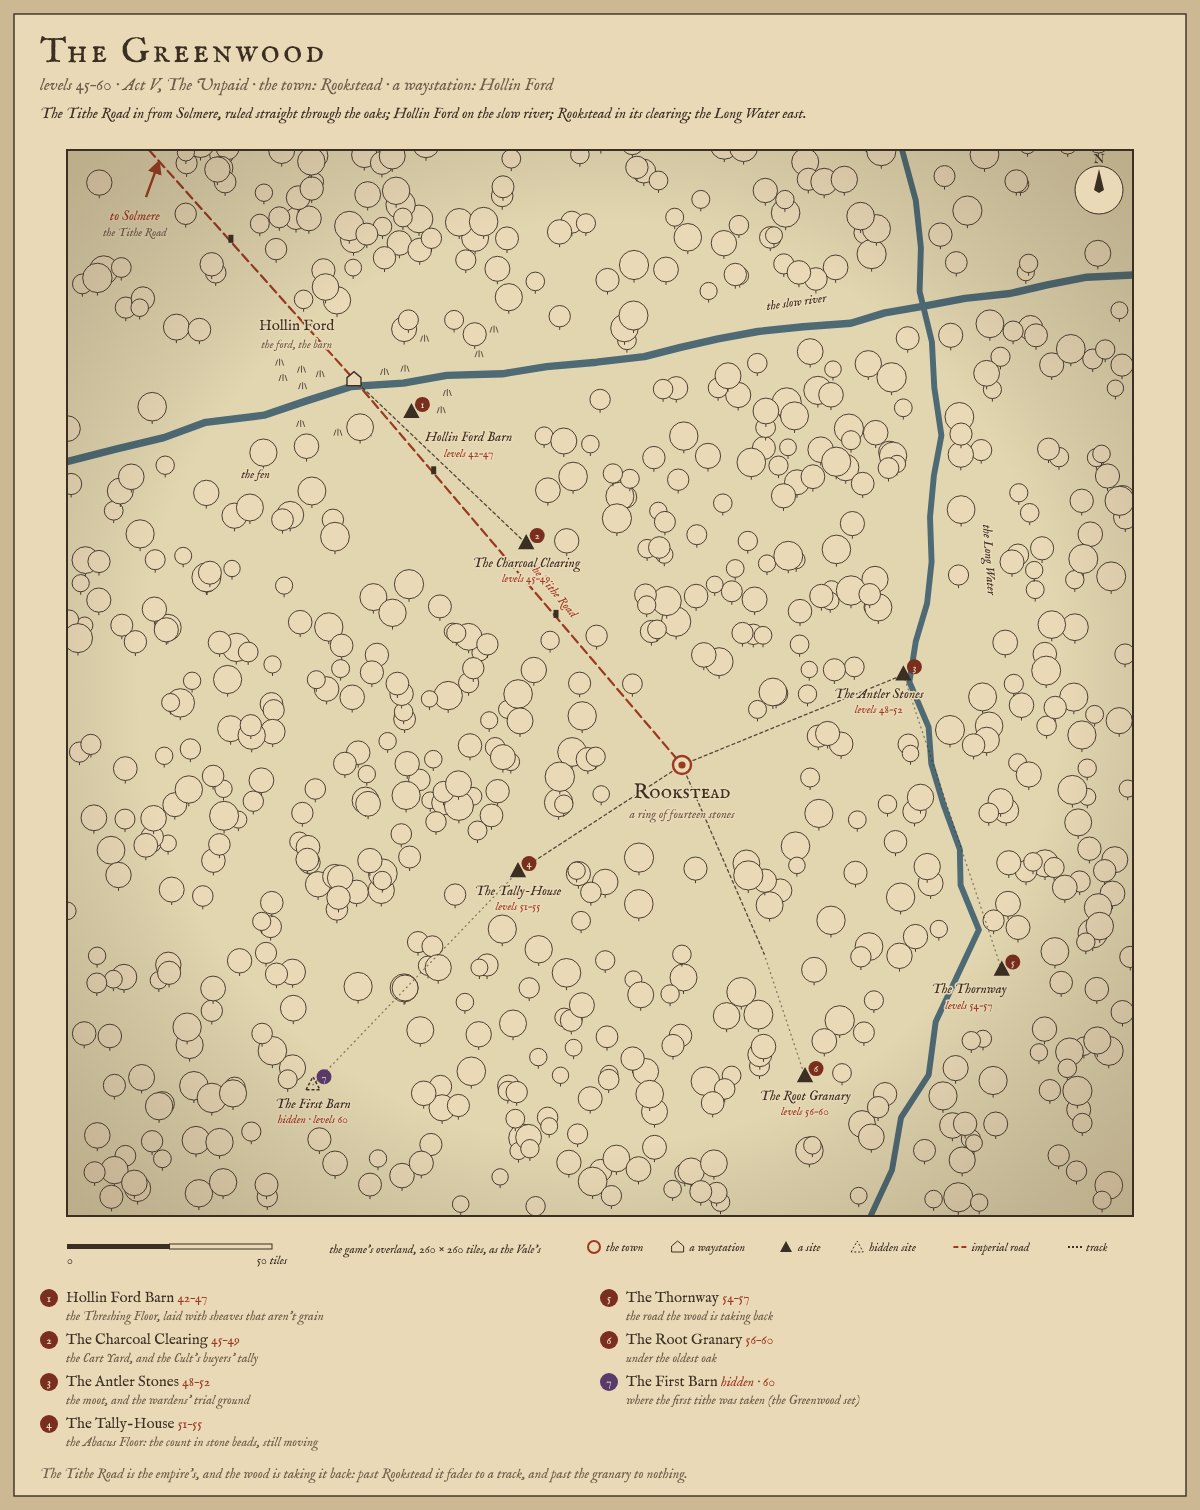 The Greenwood
levels 45–60 · Act V, The Unpaid · the town: Rookstead · a waystation: Hollin Ford
The Tithe Road in from Solmere, ruled straight through the oaks; Hollin Ford on the slow river; Rookstead in its clearing; the Long Water east.
N
to Solmere
the Tithe Road
the slow river
Hollin Ford
the ford, the barn
1
Hollin Ford Barn
levels 42–47
the fen
2
The Charcoal Clearing
levels 45–49
the Tithe Road
the Long Water
3
The Antler Stones
levels 48–52
Rookstead
a ring of fourteen stones
4
The Tally-House
levels 51–55
5
The Thornway
levels 54–57
6
The Root Granary
levels 56–60
7
The First Barn
hidden · levels 60
0
50 tiles
the game's overland, 260 × 260 tiles, as the Vale's
the town
a waystation
a site
hidden site
imperial road
track
1 Hollin Ford Barn 42–47
the Threshing Floor, laid with sheaves that aren't grain
2 The Charcoal Clearing 45–49
the Cart Yard, and the Cult's buyers' tally
3 The Antler Stones 48–52
the moot, and the wardens' trial ground
4 The Tally-House 51–55
the Abacus Floor: the count in stone beads, still moving
5 The Thornway 54–57
the road the wood is taking back
6 The Root Granary 56–60
under the oldest oak
7 The First Barn hidden · 60
where the first tithe was taken (the Greenwood set)
The Tithe Road is the empire's, and the wood is taking it back: past Rookstead it fades to a track, and past the granary to nothing.